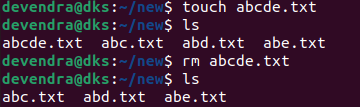 devendra@dks:~/new$ touch abcde.txt
devendra@dks:~/new$ ls
abcde.txt  abc.txt  abd.txt  abe.txt
devendra@dks:~/new$ rm abcde.txt
devendra@dks:~/new$ ls
abc.txt  abd.txt  abe.txt